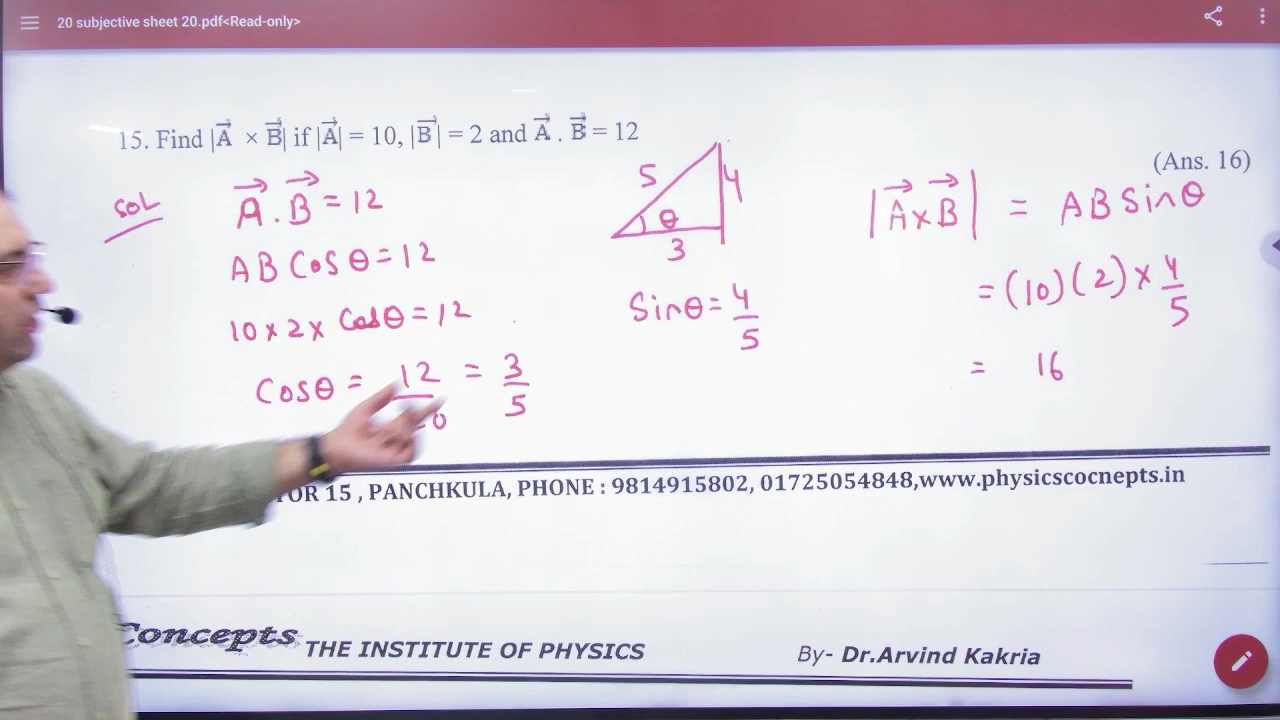 20 subjective sheet 20.pdf<Read-only>
15. Find |A⃗ × B⃗| if |A⃗| = 10, |B⃗| = 2 and A⃗ . B⃗ = 12
(Ans. 16)
SOL
A⃗ . B⃗ = 12
A B Cos θ = 12
10 x 2 x Cos θ = 12
Cos θ = 12 = 3
5
5
4
θ
3
Sin θ = 4
5
|A⃗ x B⃗| = A B Sin θ
= (10) (2) x 4
5
= 16
15 , PANCHKULA, PHONE : 9814915802, 01725054848,www.physicscocnepts.in
Concepts THE INSTITUTE OF PHYSICS
By- Dr.Arvind Kakria